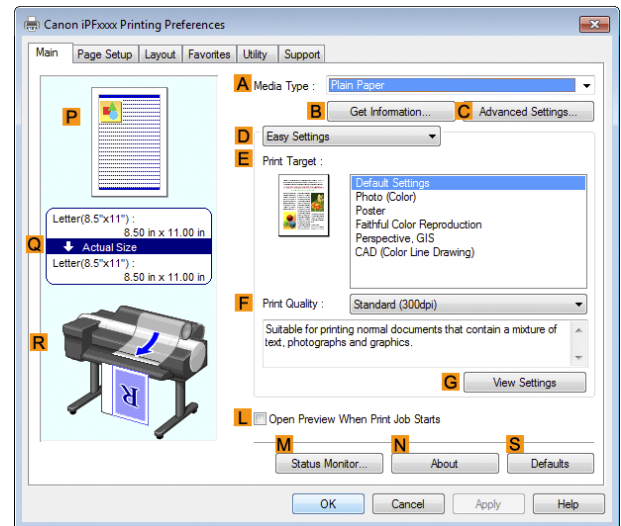 Canon iPFxxxx Printing Preferences
Main Page Setup Layout Favorites Utility Support
A Media Type : Plain Paper
B Get Information... C Advanced Settings...
D Easy Settings
E Print Target :
Default Settings
Photo (Color)
Poster
Faithful Color Reproduction
Perspective, GIS
CAD (Color Line Drawing)
P
Letter(8.5"x11") :
8.50 in x 11.00 in
Q Actual Size
Letter(8.5"x11") :
8.50 in x 11.00 in
F Print Quality : Standard (300dpi)
Suitable for printing normal documents that contain a mixture of
text, photographs and graphics.
G View Settings
R
R
L Open Preview When Print Job Starts
M Status Monitor... N About S Defaults
OK Cancel Apply Help